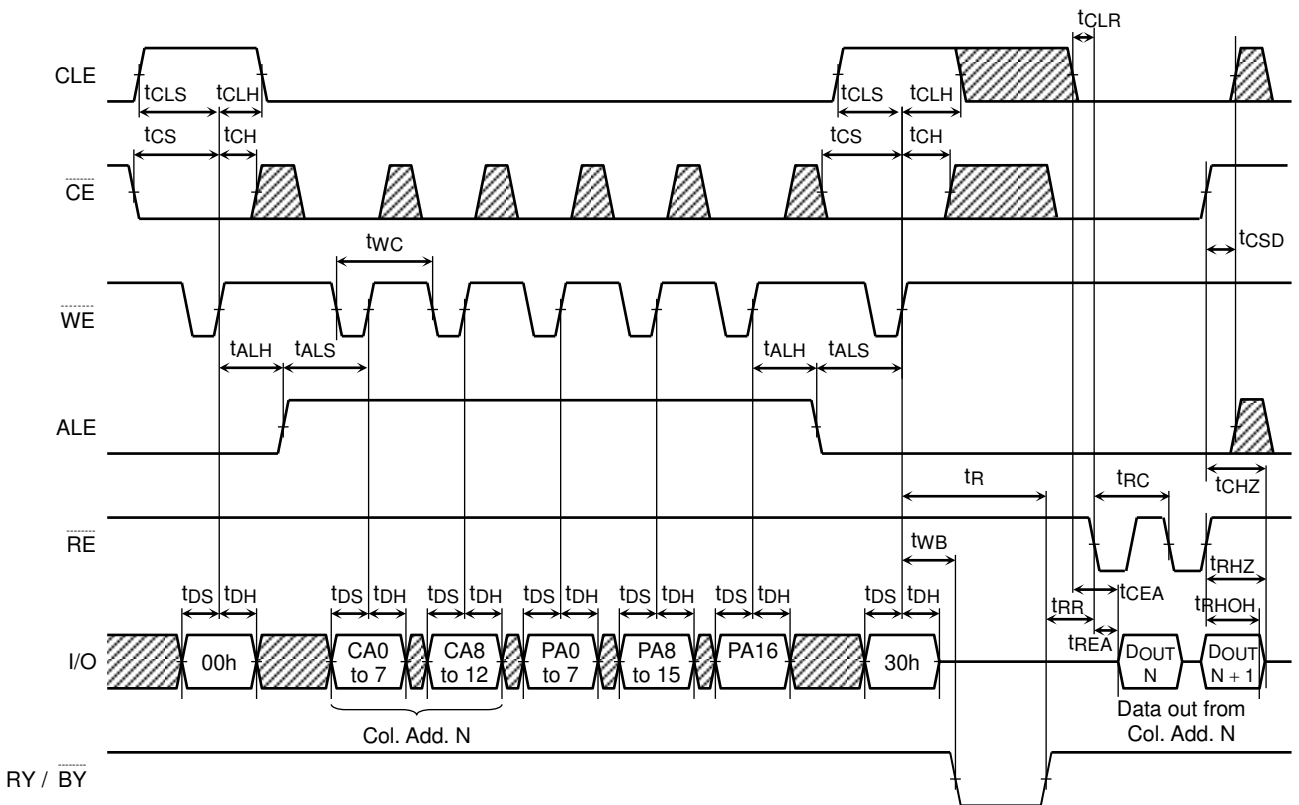 tCLR
CLE
tCLS tCLH tCLS tCLH
tCS tCH tCS tCH
CE
tWC tCSD
WE
tALH tALS tALH tALS
ALE
tR tRC tCHZ
RE
tWB
tDS tDH tDS tDH tDS tDH tDS tDH tDS tDH tDS tDH tDS tDH tRHZ
tCEA
tRR tRHOH
tREA
I/O 00h CA0 to 7 CA8 to 12 PA0 to 7 PA8 to 15 PA16 30h DOUT N DOUT N + 1
Col. Add. N
Data out from
Col. Add. N
RY / BY